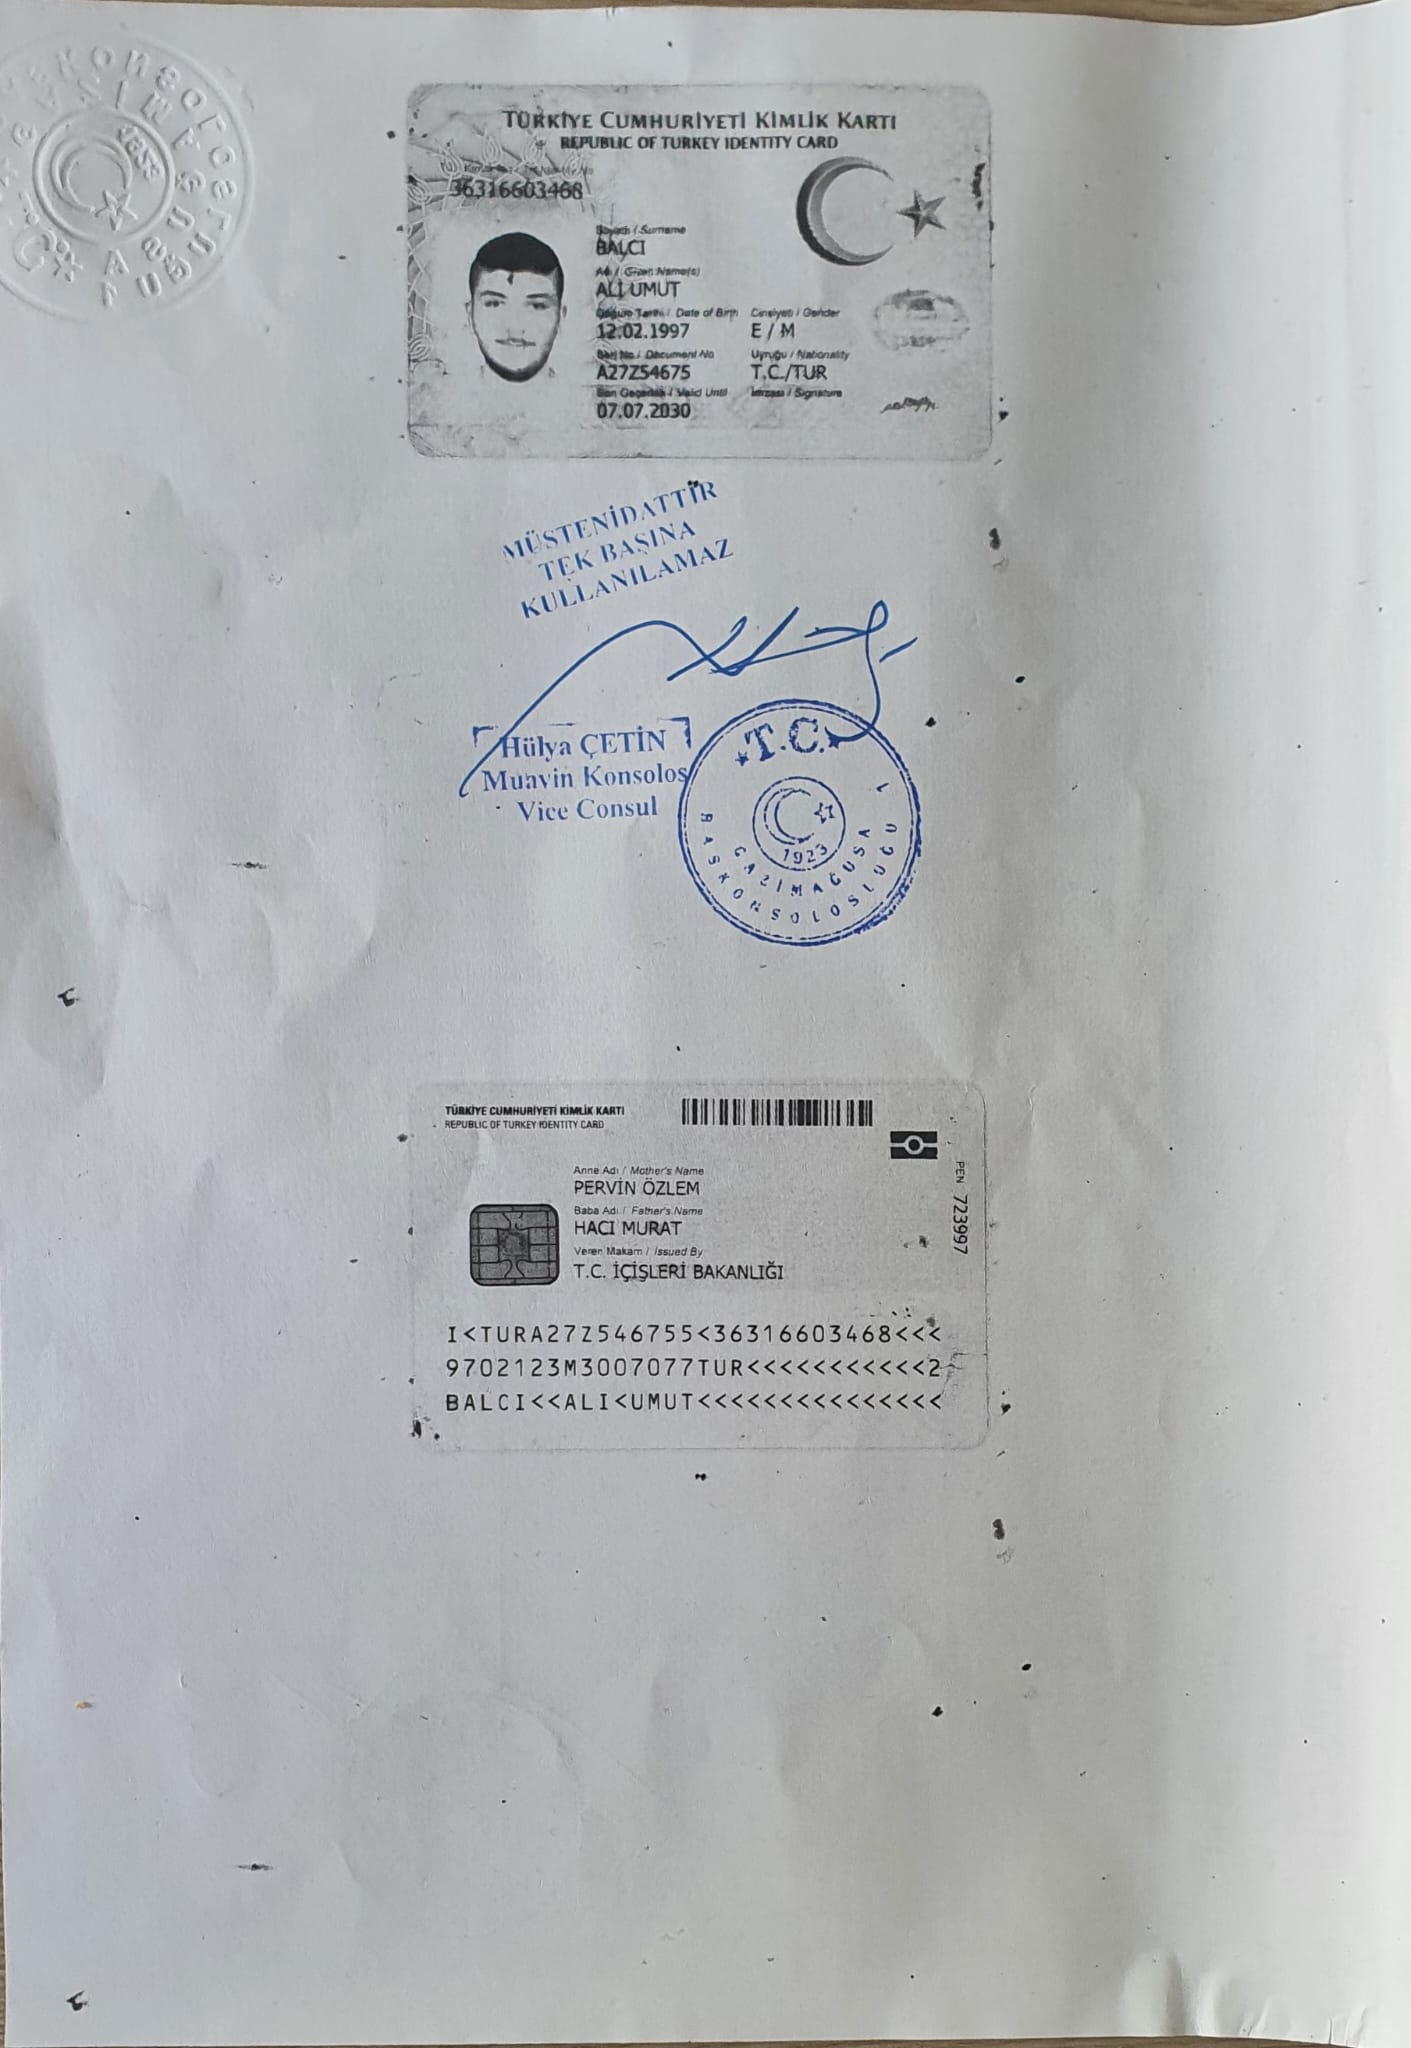 TÜRKİYE CUMHURİYETİ KİMLİK KARTI
REPUBLIC OF TURKEY IDENTITY CARD
36316603468
Soyadı / Surname
BALCI
Adı / Given Name(s)
ALİ UMUT
Doğum Tarihi / Date of Birth Cinsiyeti / Gender
12.02.1997 E / M
Seri No / Document No Uyruğu / Nationality
A27Z54675 T.C./TUR
Son Geçerlilik / Valid Until İmzası / Signature
07.07.2030
MÜSTENİDATTİR
TEK BAŞINA
KULLANILAMAZ
Hülya ÇETİN
Muavin Konsolos
Vice Consul
T.C.
1923
GAZİMAĞUSA
BAŞKONSOLOSLUĞU 1
TÜRKİYE CUMHURİYETİ KİMLİK KARTI
REPUBLIC OF TURKEY IDENTITY CARD
Anne Adı / Mother's Name
PERVİN ÖZLEM
Baba Adı / Father's Name
HACI MURAT
Veren Makam / Issued By
T.C. İÇİŞLERİ BAKANLIĞI
PEN 723997
I<TURA27Z546755<36316603468<<<
9702123M3007077TUR<<<<<<<<<<<2
BALCI<<ALI<UMUT<<<<<<<<<<<<<<<